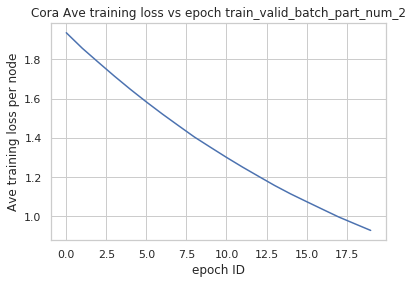 Cora Ave training loss vs epoch train_valid_batch_part_num_2
Ave training loss per node
1.8
1.6
1.4
1.2
1.0
0.0 2.5 5.0 7.5 10.0 12.5 15.0 17.5
epoch ID